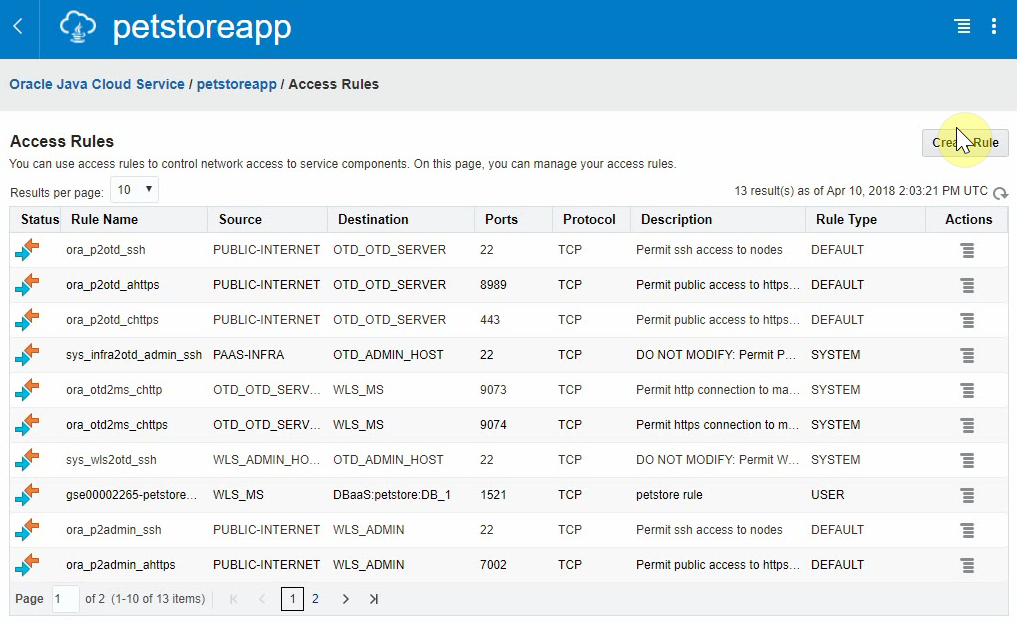 petstoreapp
Oracle Java Cloud Service / petstoreapp / Access Rules
Access Rules
Create Rule
You can use access rules to control network access to service components. On this page, you can manage your access rules.
Results per page: 10
13 result(s) as of Apr 10, 2018 2:03:21 PM UTC
Status Rule Name Source Destination Ports Protocol Description Rule Type Actions
ora_p2otd_ssh PUBLIC-INTERNET OTD_OTD_SERVER 22 TCP Permit ssh access to nodes DEFAULT
ora_p2otd_ahttps PUBLIC-INTERNET OTD_OTD_SERVER 8989 TCP Permit public access to https... DEFAULT
ora_p2otd_chttps PUBLIC-INTERNET OTD_OTD_SERVER 443 TCP Permit public access to https... DEFAULT
sys_infra2otd_admin_ssh PAAS-INFRA OTD_ADMIN_HOST 22 TCP DO NOT MODIFY: Permit P... SYSTEM
ora_otd2ms_chttp OTD_OTD_SERV... WLS_MS 9073 TCP Permit http connection to ma... SYSTEM
ora_otd2ms_chttps OTD_OTD_SERV... WLS_MS 9074 TCP Permit https connection to m... SYSTEM
sys_wls2otd_ssh WLS_ADMIN_HO... OTD_ADMIN_HOST 22 TCP DO NOT MODIFY: Permit W... SYSTEM
gse00002265-petstore... WLS_MS DBaaS:petstore:DB_1 1521 TCP petstore rule USER
ora_p2admin_ssh PUBLIC-INTERNET WLS_ADMIN 22 TCP Permit ssh access to nodes DEFAULT
ora_p2admin_ahttps PUBLIC-INTERNET WLS_ADMIN 7002 TCP Permit public access to https... DEFAULT
Page 1 of 2 (1-10 of 13 items) 1 2